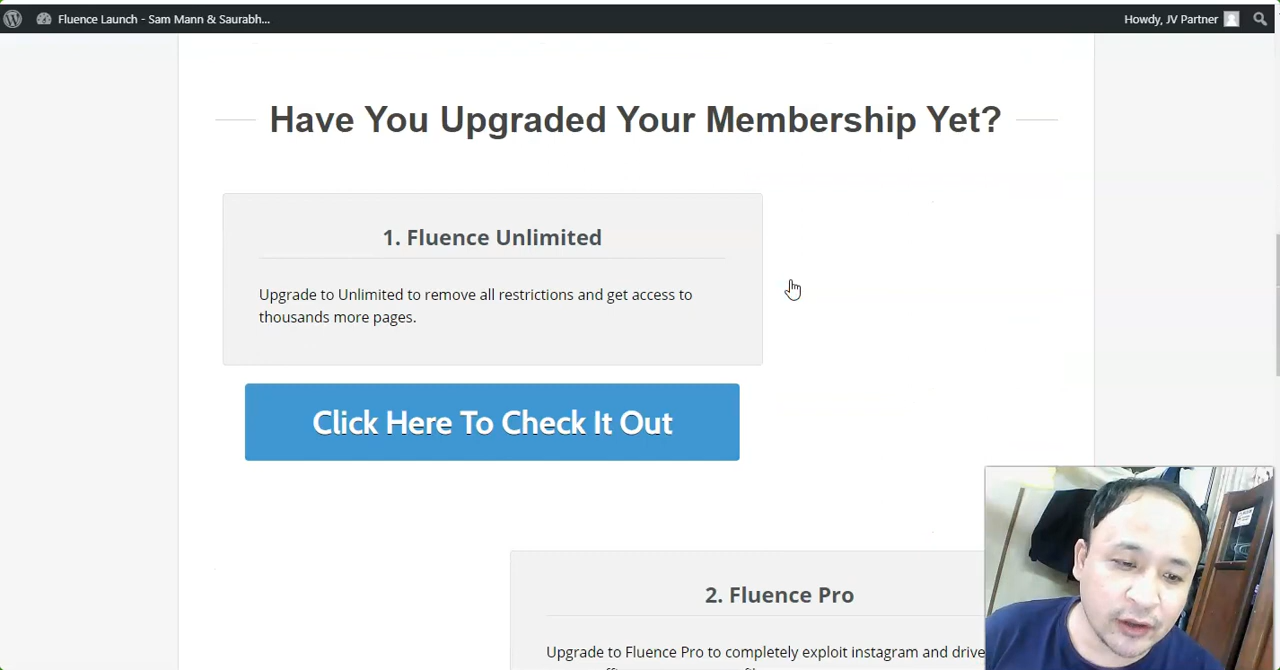 Fluence Launch - Sam Mann & Saurabh...
Howdy, JV Partner
Have You Upgraded Your Membership Yet?
1. Fluence Unlimited
Upgrade to Unlimited to remove all restrictions and get access to
thousands more pages.
Click Here To Check It Out
2. Fluence Pro
Upgrade to Fluence Pro to completely exploit instagram and drive